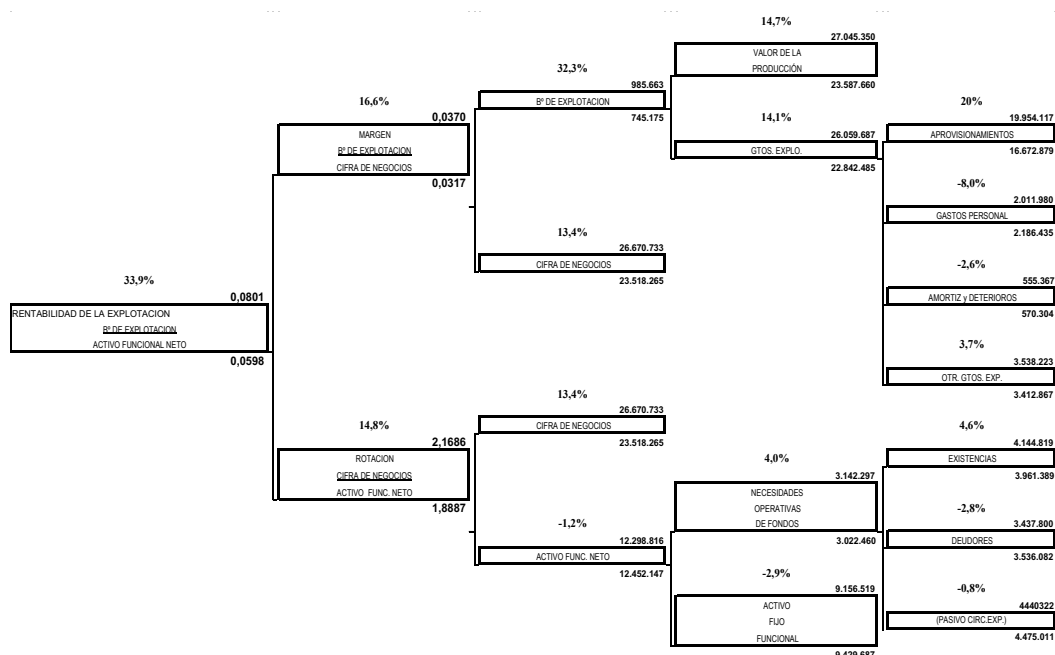 14,7%
27.045.350
VALOR DE LA
PRODUCCIÓN
23.587.660
32,3%
985.663
Bº DE EXPLOTACION
745.175
14,1%
26.059.687
GTOS. EXPLO.
22.842.485
20%
19.954.117
APROVISIONAMIENTOS
16.672.879
16,6%
0,0370
MARGEN
Bº DE EXPLOTACION
CIFRA DE NEGOCIOS
0,0317
-8,0%
2.011.980
GASTOS PERSONAL
2.186.435
13,4%
26.670.733
CIFRA DE NEGOCIOS
23.518.265
-2,6%
555.367
AMORTIZ y DETERIOROS
570.304
33,9%
0,0801
RENTABILIDAD DE LA EXPLOTACION
Bº DE EXPLOTACION
ACTIVO FUNCIONAL NETO
0,0598
3,7%
3.538.223
OTR. GTOS. EXP.
3.412.867
13,4%
26.670.733
CIFRA DE NEGOCIOS
23.518.265
14,8%
2,1686
ROTACION
CIFRA DE NEGOCIOS
ACTIVO FUNC. NETO
1,8887
4,6%
4.144.819
EXISTENCIAS
3.961.389
4,0%
3.142.297
NECESIDADES
OPERATIVAS
DE FONDOS
3.022.460
-1,2%
12.298.816
ACTIVO FUNC. NETO
12.452.147
-2,8%
3.437.800
DEUDORES
3.536.082
-2,9%
9.156.519
ACTIVO
FIJO
FUNCIONAL
9.429.687
-0,8%
4440322
(PASIVO CIRC.EXP.)
4.475.011